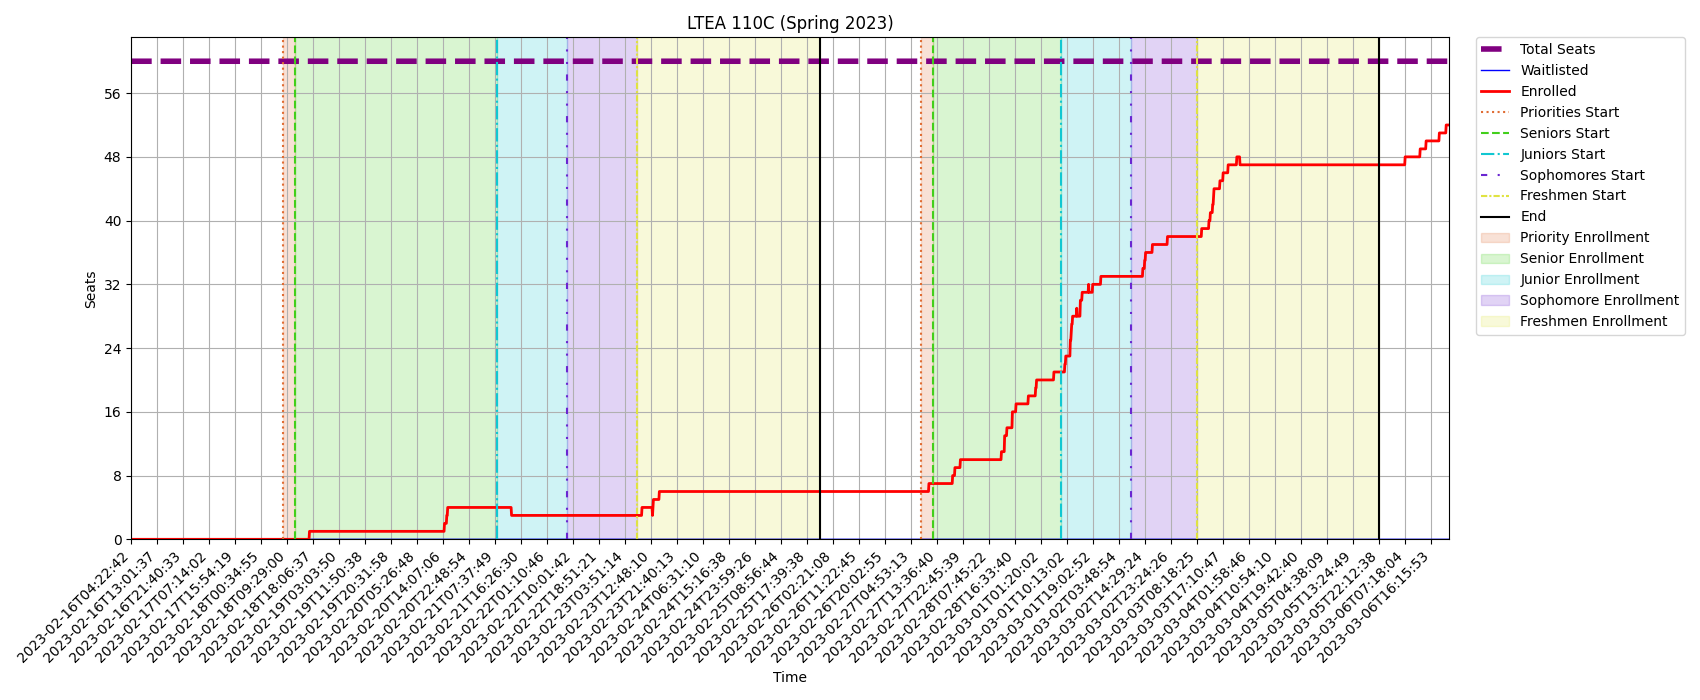 LTEA 110C (Spring 2023)
Seats
56
48
40
32
24
16
8
0
2023-02-16T04:22:42
2023-02-16T13:01:37
2023-02-16T21:40:33
2023-02-17T07:14:02
2023-02-17T15:54:19
2023-02-18T00:34:55
2023-02-18T09:29:00
2023-02-18T18:06:37
2023-02-19T03:03:50
2023-02-19T11:50:38
2023-02-19T20:31:58
2023-02-20T05:26:48
2023-02-20T14:07:06
2023-02-20T22:48:54
2023-02-21T07:37:49
2023-02-21T16:26:30
2023-02-22T01:10:46
2023-02-22T10:01:42
2023-02-22T18:51:21
2023-02-23T03:51:14
2023-02-23T12:48:10
2023-02-23T21:40:13
2023-02-24T06:31:10
2023-02-24T15:16:38
2023-02-24T23:59:26
2023-02-25T08:56:44
2023-02-25T17:39:38
2023-02-26T02:21:08
2023-02-26T11:22:45
2023-02-26T20:02:55
2023-02-27T04:53:13
2023-02-27T13:36:40
2023-02-27T22:45:39
2023-02-28T07:45:22
2023-02-28T16:33:40
2023-03-01T01:20:02
2023-03-01T10:13:02
2023-03-01T19:02:52
2023-03-02T03:48:54
2023-03-02T14:29:24
2023-03-02T23:24:26
2023-03-03T08:18:25
2023-03-03T17:10:47
2023-03-04T01:58:46
2023-03-04T10:54:10
2023-03-04T19:42:40
2023-03-05T04:38:09
2023-03-05T13:24:49
2023-03-05T22:12:38
2023-03-06T07:18:04
2023-03-06T16:15:53
Time
Total Seats
Waitlisted
Enrolled
Priorities Start
Seniors Start
Juniors Start
Sophomores Start
Freshmen Start
End
Priority Enrollment
Senior Enrollment
Junior Enrollment
Sophomore Enrollment
Freshmen Enrollment